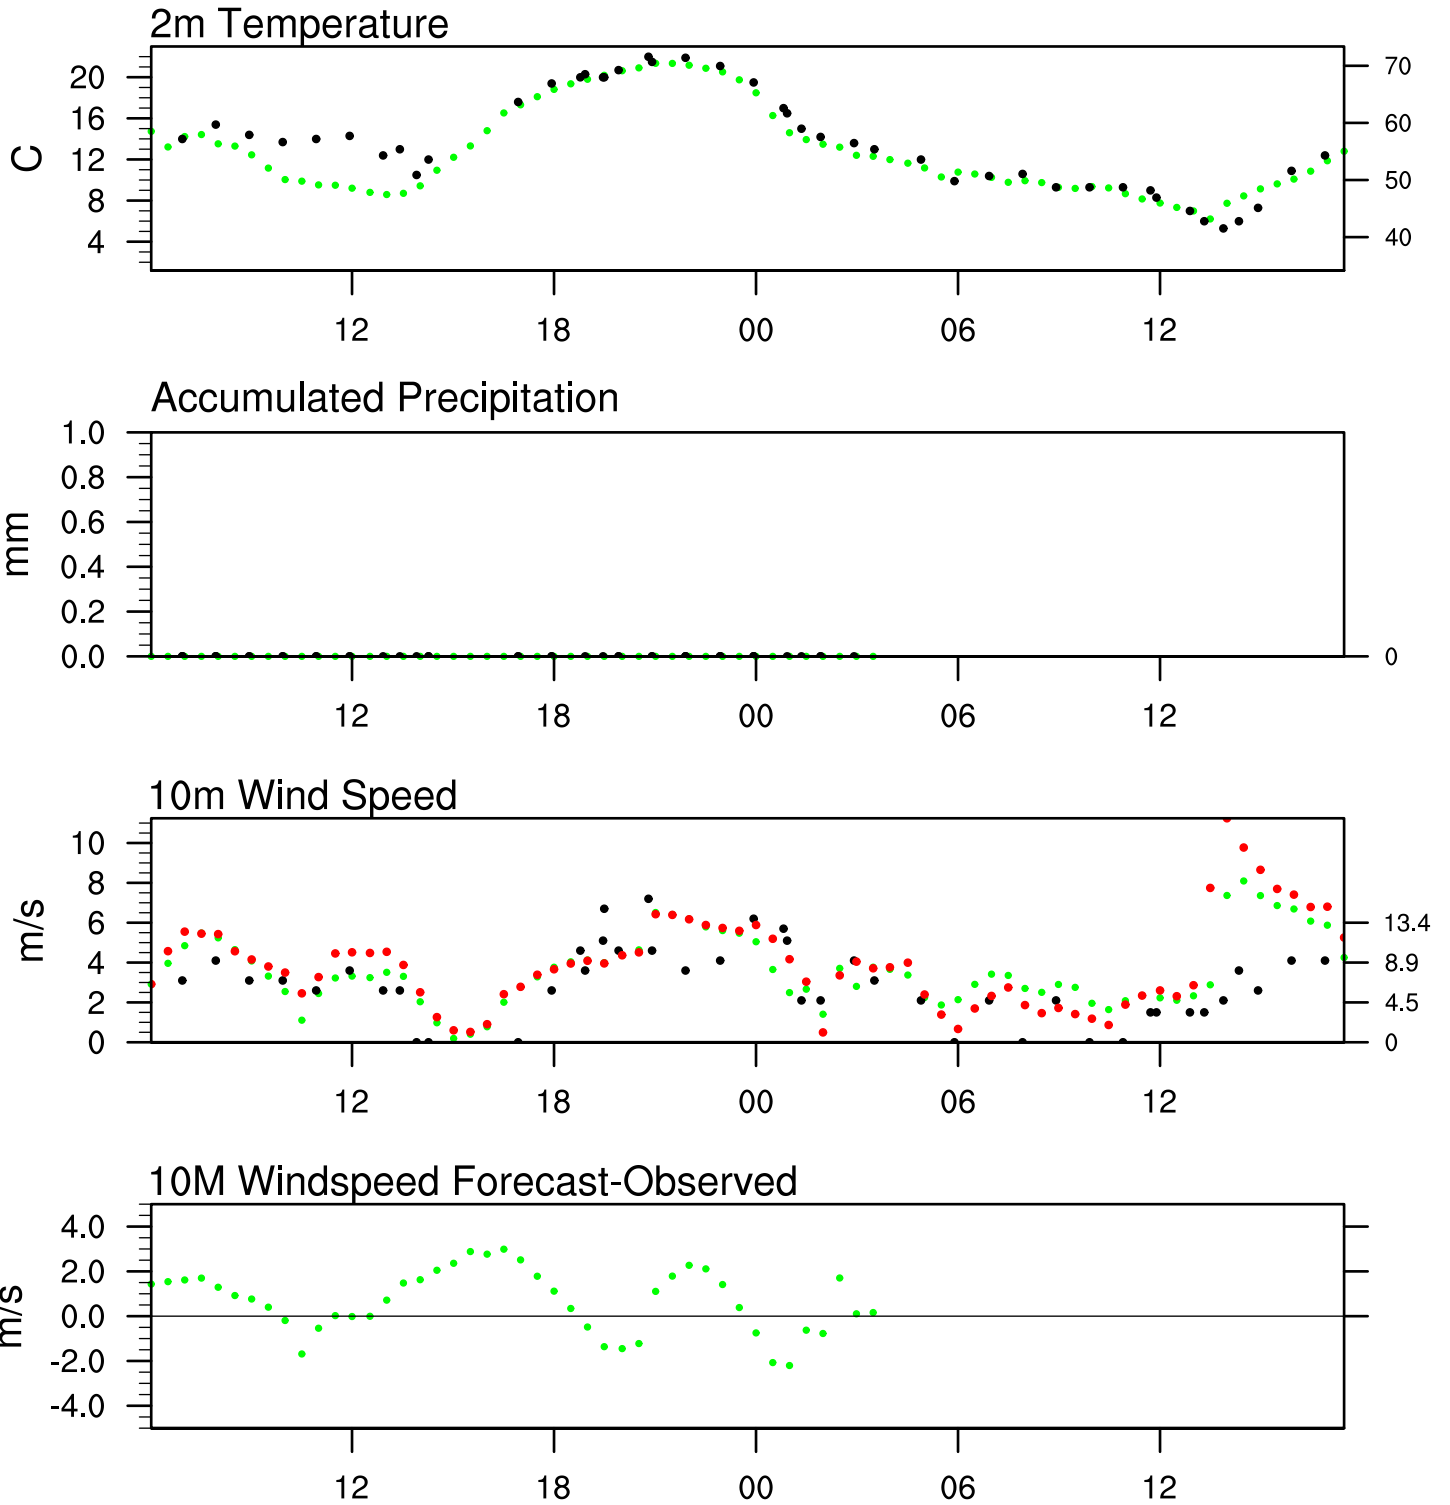 2m Temperature
20
16
12
8
4
C
70
60
50
40
12 18 00 06 12
Accumulated Precipitation
1.0
0.8
0.6
0.4
0.2
0.0
mm
0
12 18 00 06 12
10m Wind Speed
10
8
6
4
2
0
m/s
13.4
8.9
4.5
0
12 18 00 06 12
10M Windspeed Forecast-Observed
4.0
2.0
0.0
-2.0
-4.0
m/s
12 18 00 06 12